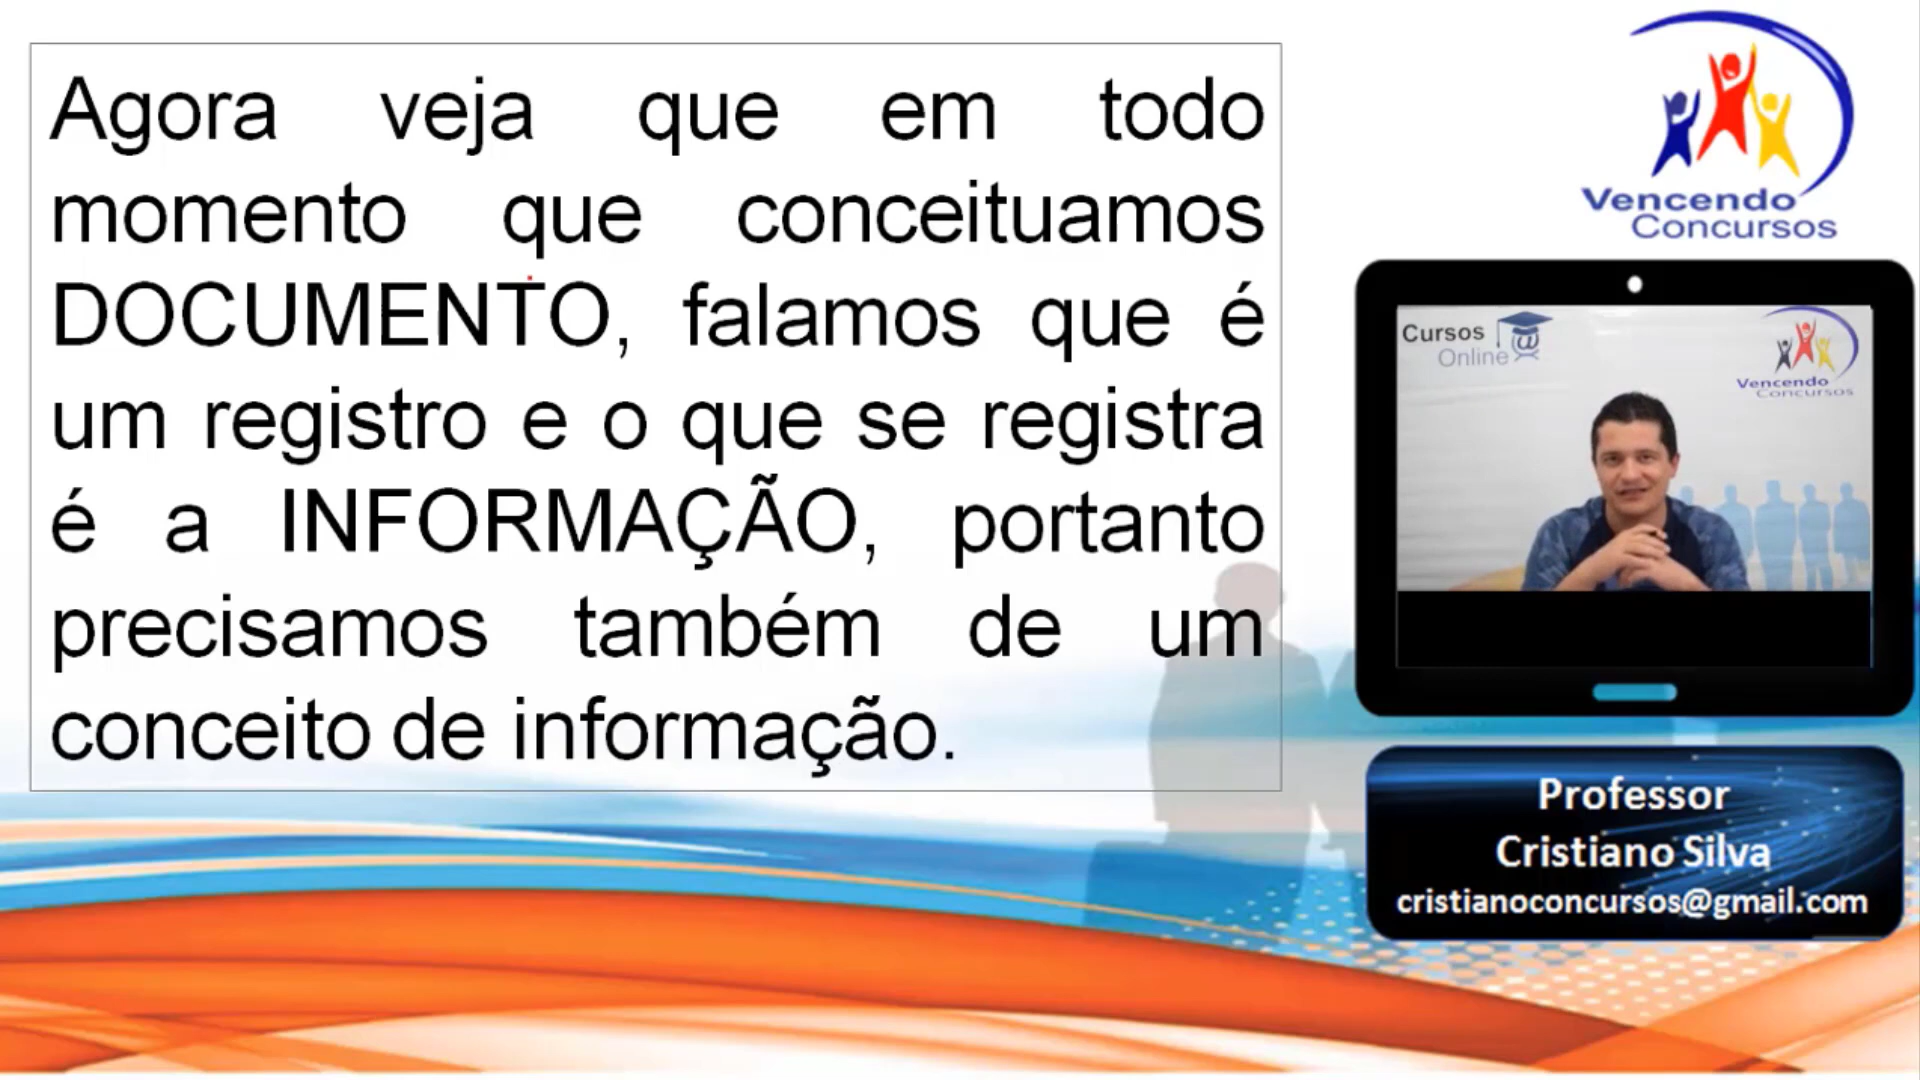 Agora veja que em todo
momento que conceituamos
DOCUMENTO, falamos que é
um registro e o que se registra
é a INFORMAÇÃO, portanto
precisamos também de um
conceito de informação.
Vencendo
Concursos
Cursos
Online
Vencendo
Concursos
Professor
Cristiano Silva
cristianoconcursos@gmail.com